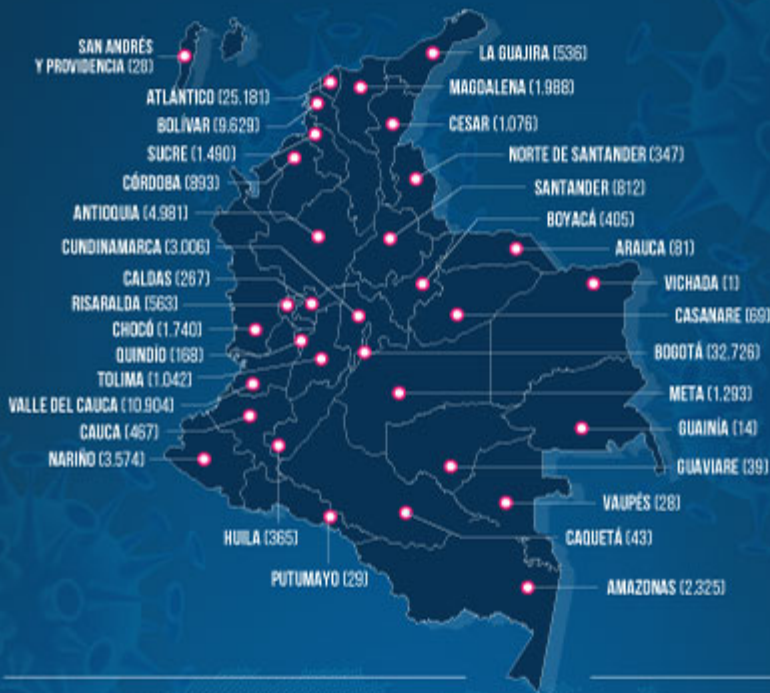 SAN ANDRÉS
Y PROVIDENCIA (28)
ATLÁNTICO (25.181)
BOLÍVAR (9.629)
SUCRE (1.490)
CÓRDOBA (893)
ANTIOQUIA (4.981)
CUNDINAMARCA (3.006)
CALDAS (267)
RISARALDA (563)
CHOCÓ (1.740)
QUINDÍO (168)
TOLIMA (1.042)
VALLE DEL CAUCA (10.904)
CAUCA (467)
NARIÑO (3.574)
HUILA (365)
PUTUMAYO (29)
LA GUAJIRA (536)
MAGDALENA (1.988)
CESAR (1.076)
NORTE DE SANTANDER (347)
SANTANDER (812)
BOYACÁ (405)
ARAUCA (81)
VICHADA (1)
CASANARE (69)
BOGOTÁ (32.726)
META (1.293)
GUAINÍA (14)
GUAVIARE (39)
VAUPÉS (28)
CAQUETÁ (43)
AMAZONAS (2.325)